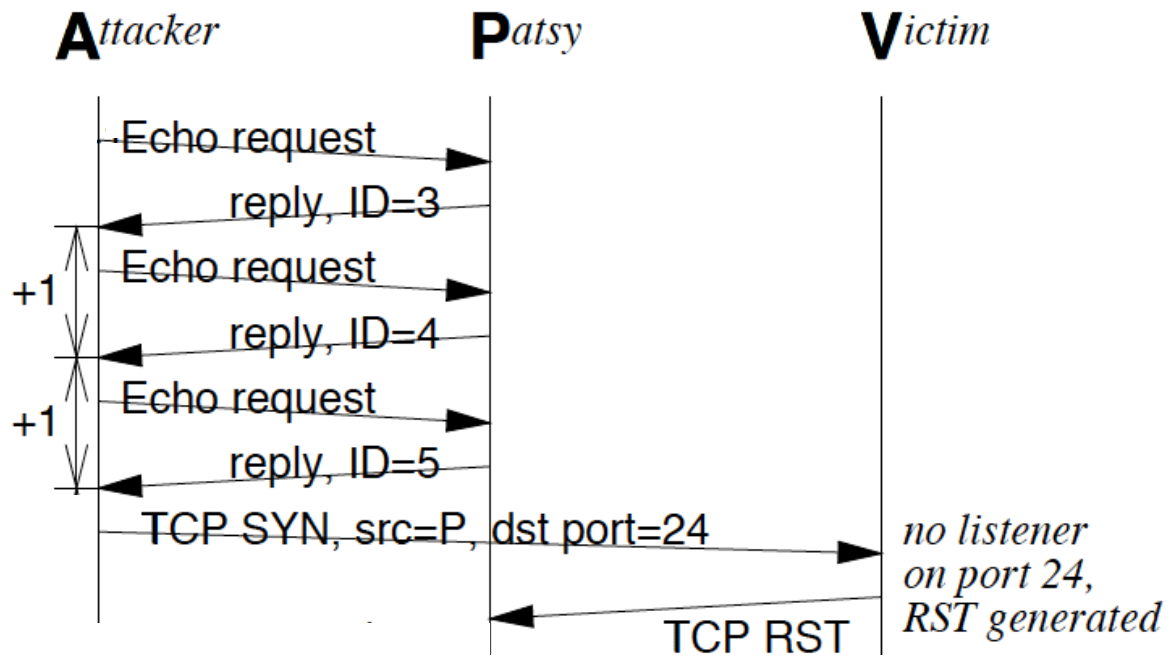 Attacker Patsy Victim
Echo request
reply, ID=3
+1
Echo request
reply, ID=4
+1
Echo request
reply, ID=5
TCP SYN, src=P, dst port=24
no listener
on port 24,
RST generated
TCP RST